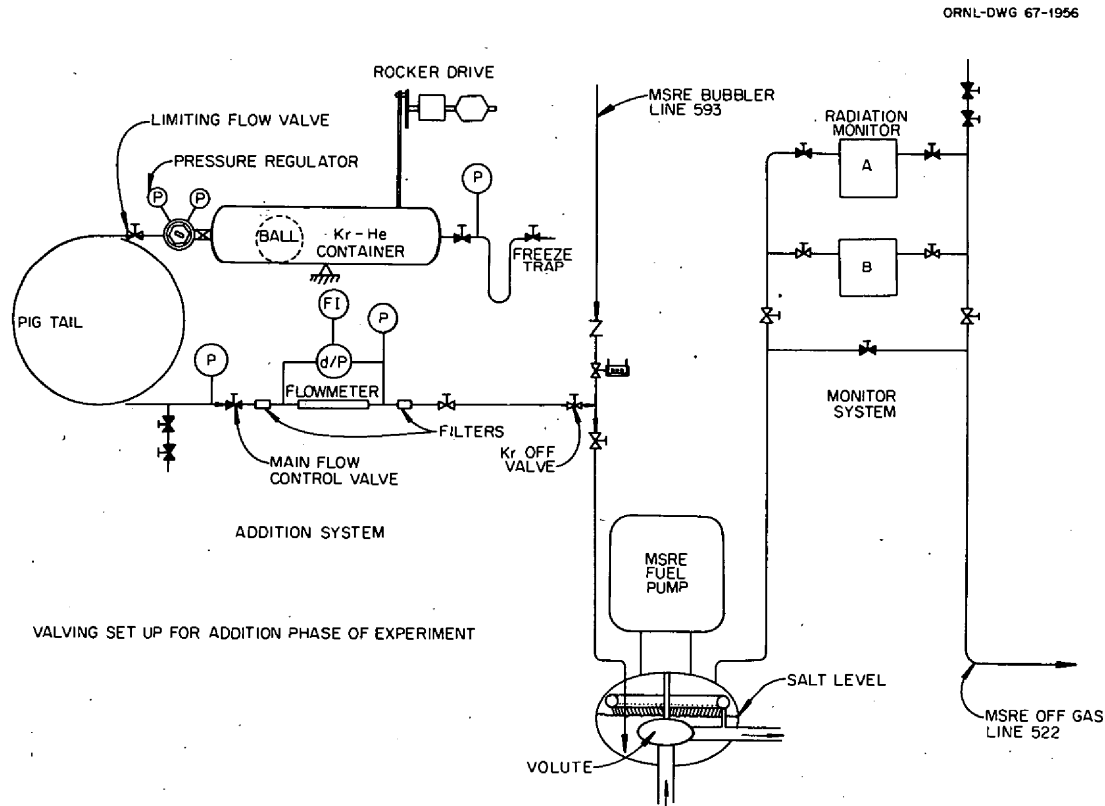 ORNL-DWG 67-1956
ROCKER DRIVE
LIMITING FLOW VALVE
PRESSURE REGULATOR
P
P
P
BALL
Kr-He
CONTAINER
FREEZE
TRAP
PIG TAIL
FI
P
P
d/P
FLOWMETER
FILTERS
MAIN FLOW
CONTROL VALVE
Kr OFF
VALVE
ADDITION SYSTEM
VALVING SET UP FOR ADDITION PHASE OF EXPERIMENT
MSRE BUBBLER
LINE 593
RADIATION
MONITOR
A
B
MONITOR
SYSTEM
MSRE
FUEL
PUMP
SALT LEVEL
VOLUTE
MSRE OFF GAS
LINE 522